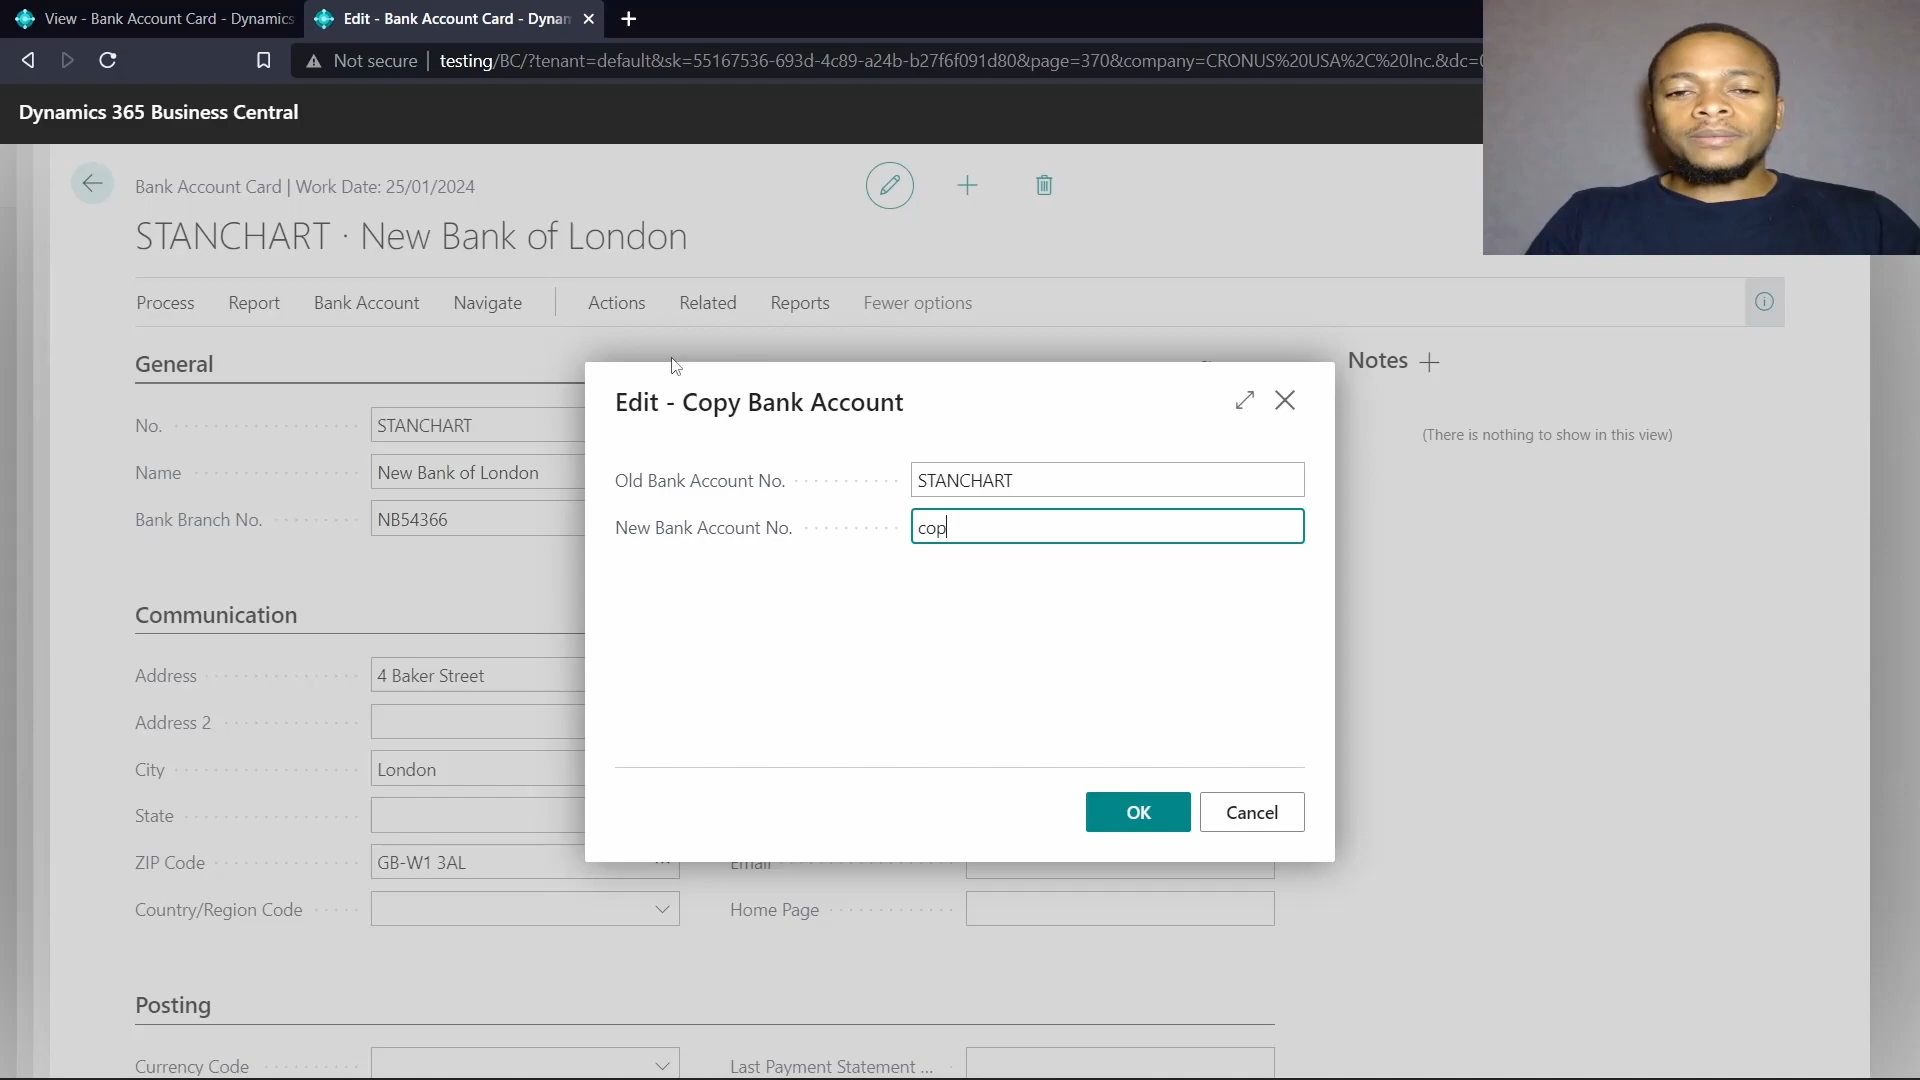 View - Bank Account Card - Dynamics
Edit - Bank Account Card - Dynam
Not secure | testing/BC/?tenant=default&sk=55167536-693d-4c89-a24b-b27f6f091d80&page=370&company=CRONUS%20USA%2C%20Inc.&dc=0
Dynamics 365 Business Central
Bank Account Card | Work Date: 25/01/2024
STANCHART · New Bank of London
Process Report Bank Account Navigate Actions Related Reports Fewer options
General
Notes
No. STANCHART
(There is nothing to show in this view)
Name New Bank of London
Bank Branch No. NB54366
Edit - Copy Bank Account
Old Bank Account No. STANCHART
New Bank Account No. cop
OK Cancel
Communication
Address 4 Baker Street
Address 2
City London
State
ZIP Code GB-W1 3AL Email
Country/Region Code Home Page
Posting
Currency Code Last Payment Statement ...